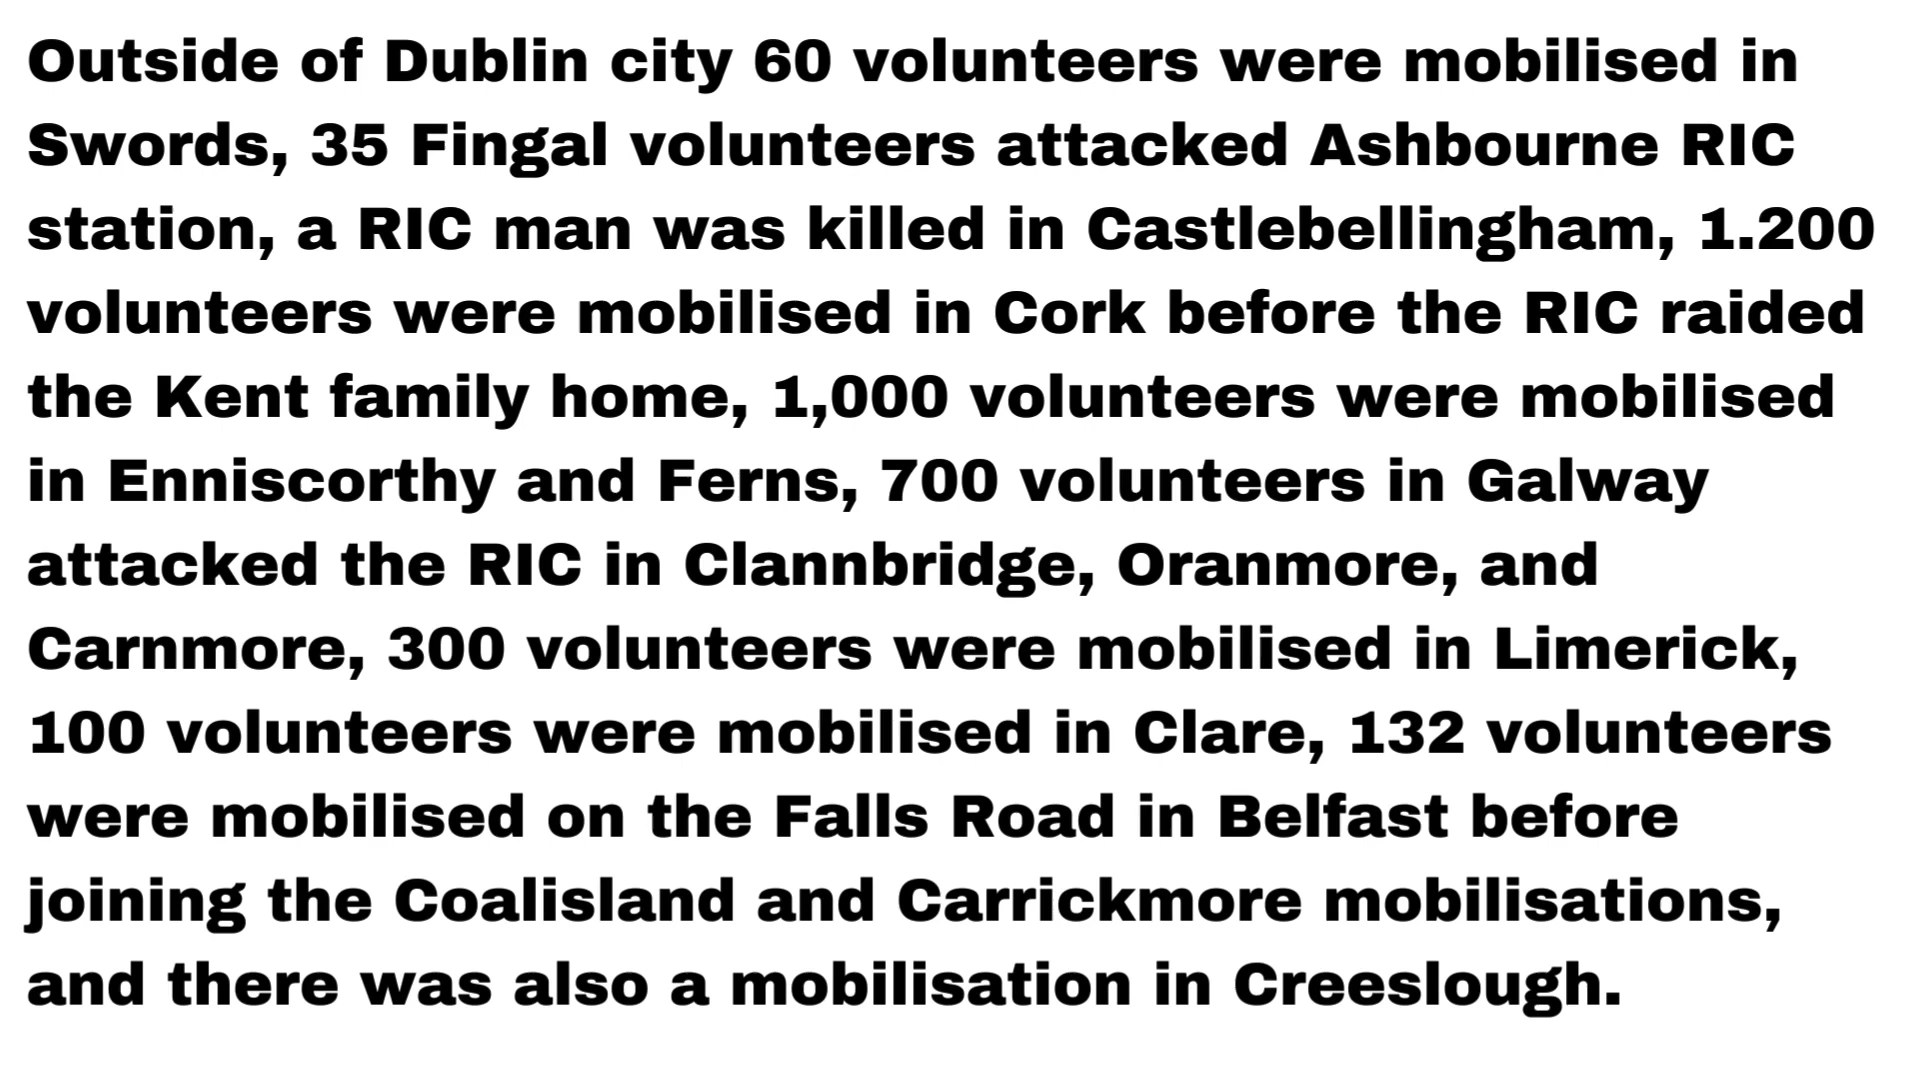 Outside of Dublin city 60 volunteers were mobilised in
Swords, 35 Fingal volunteers attacked Ashbourne RIC
station, a RIC man was killed in Castlebellingham, 1.200
volunteers were mobilised in Cork before the RIC raided
the Kent family home, 1,000 volunteers were mobilised
in Enniscorthy and Ferns, 700 volunteers in Galway
attacked the RIC in Clannbridge, Oranmore, and
Carnmore, 300 volunteers were mobilised in Limerick,
100 volunteers were mobilised in Clare, 132 volunteers
were mobilised on the Falls Road in Belfast before
joining the Coalisland and Carrickmore mobilisations,
and there was also a mobilisation in Creeslough.